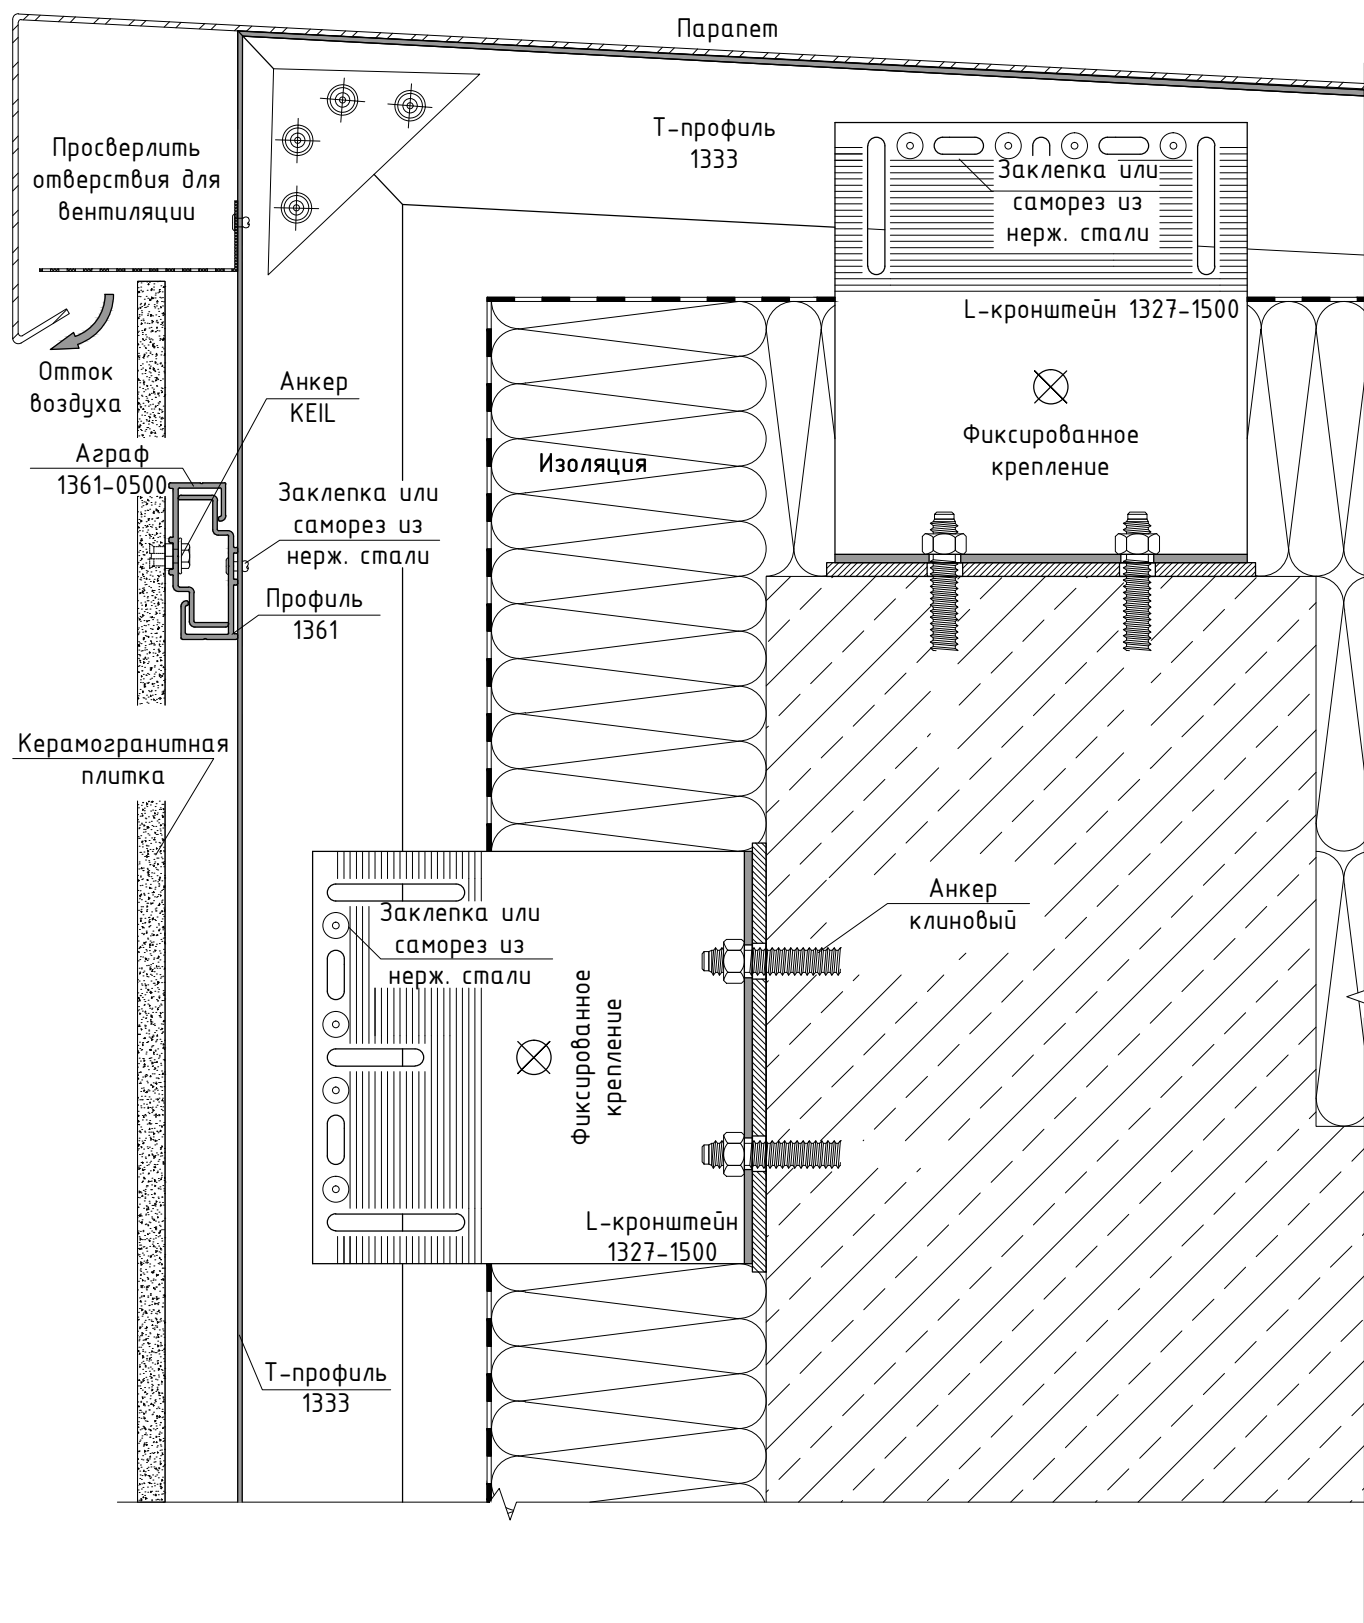 Парапет
Т-профиль
1333
Просверлить
отверствия для
вентиляции
Заклепка или
саморез из
нерж. стали
L-кронштейн 1327-1500
Отток
воздуха
Анкер
KEIL
Фиксированное
крепление
Аграф
1361-0500
Изоляция
Заклепка или
саморез из
нерж. стали
Профиль
1361
Керамогранитная
плитка
Анкер
клиновый
Заклепка или
саморез из
нерж. стали
Фиксированное
крепление
L-кронштейн
1327-1500
Т-профиль
1333